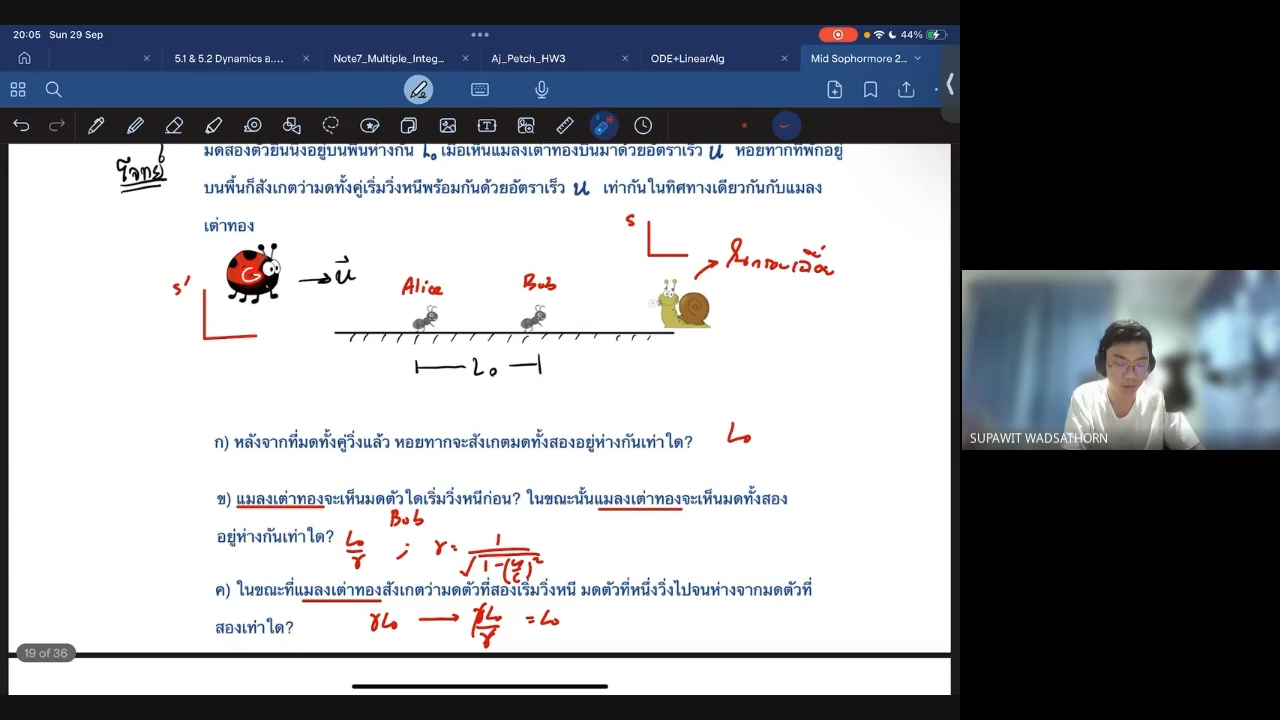 20:05 Sun 29 Sep
44%
5.1 & 5.2 Dynamics a....
Note7_Multiple_Integ...
Aj_Petch_HW3
ODE+LinearAlg
Mid Sophormore 2...
โจทย์
มดสองตัวยืนนิ่งอยู่บนพื้นห่างกัน L₀ เมื่อเห็นแมลงเต่าทองบินมาด้วยอัตราเร็ว u หอยทากที่พักอยู่
บนพื้นก็สังเกตว่ามดทั้งคู่เริ่มวิ่งหนีพร้อมกันด้วยอัตราเร็ว u เท่ากันในทิศทางเดียวกันกับแมลง
เต่าทอง
S
S'
G
u
Alice
Bob
L₀
ก) หลังจากที่มดทั้งคู่วิ่งแล้ว หอยทากจะสังเกตมดทั้งสองอยู่ห่างกันเท่าใด? L₀
ข) แมลงเต่าทองจะเห็นมดตัวใดเริ่มวิ่งหนีก่อน? ในขณะนั้นแมลงเต่าทองจะเห็นมดทั้งสอง
Bob
อยู่ห่างกันเท่าใด? L₀/γ ; γ = 1/√(1-(u/c)²)
ค) ในขณะที่แมลงเต่าทองสังเกตว่ามดตัวที่สองเริ่มวิ่งหนี มดตัวที่หนึ่งวิ่งไปจนห่างจากมดตัวที่
สองเท่าใด? γL₀ → γL₀/γ = L₀
19 of 36
SUPAWIT WADSATHORN